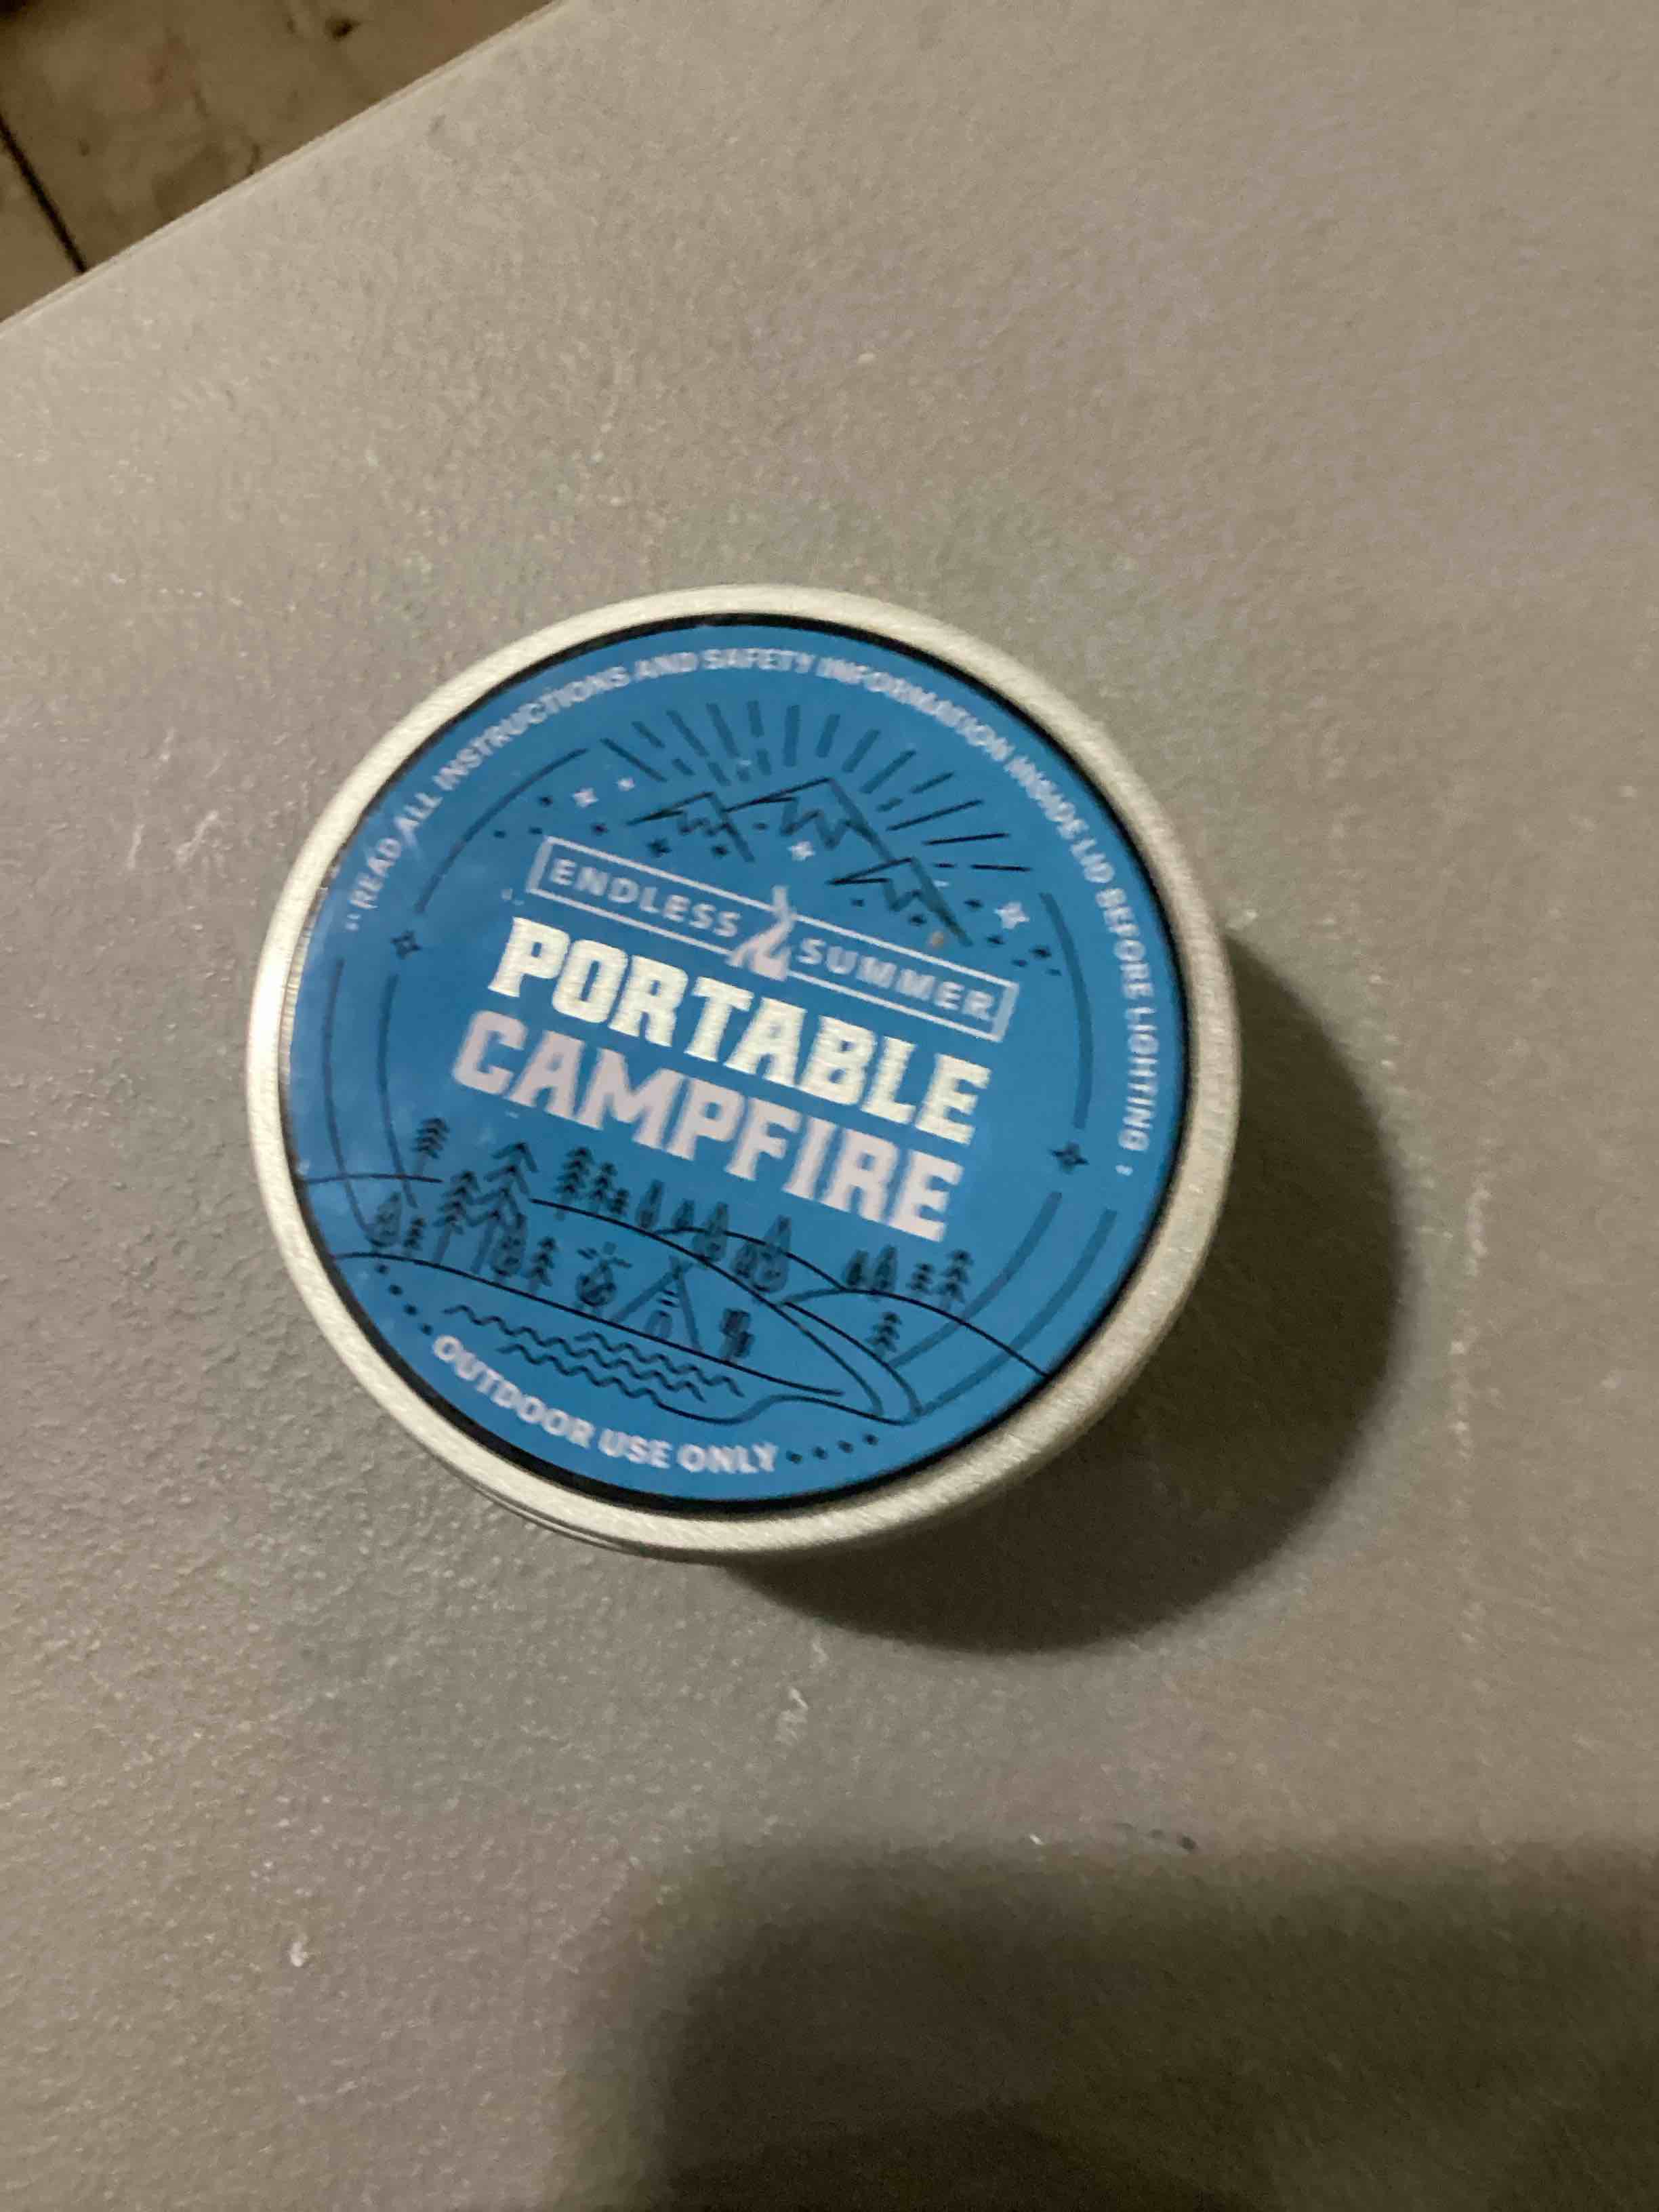 READ ALL INSTRUCTIONS AND SAFETY INFORMATION INSIDE LID BEFORE LIGHTING
ENDLESS SUMMER
PORTABLE
CAMPFIRE
OUTDOOR USE ONLY